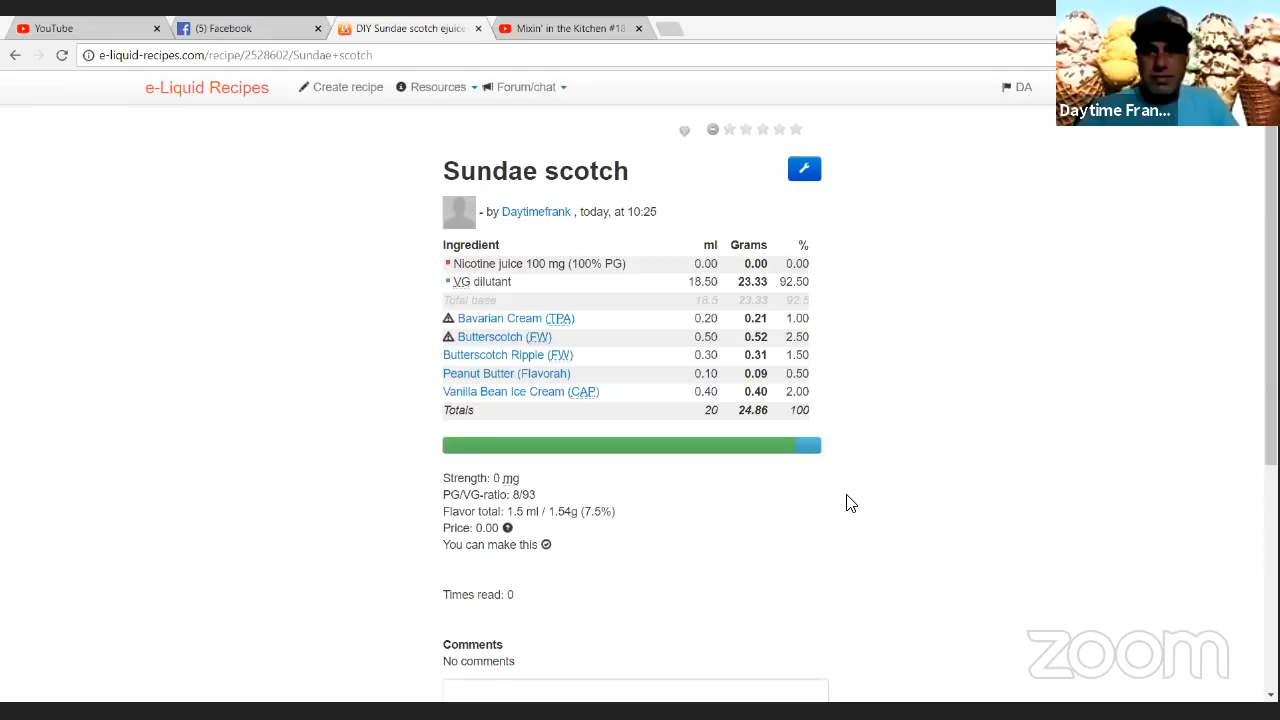 YouTube
(5) Facebook
DIY Sundae scotch ejuice
Mixin' in the Kitchen #18
e-liquid-recipes.com/recipe/2528602/Sundae+scotch
e-Liquid Recipes
Create recipe
Resources
Forum/chat
DA
Daytime Fran...
Sundae scotch
- by Daytimefrank , today, at 10:25
Ingredient ml Grams %
Nicotine juice 100 mg (100% PG) 0.00 0.00 0.00
VG dilutant 18.50 23.33 92.50
Total base 18.5 23.33 92.5
Bavarian Cream (TPA) 0.20 0.21 1.00
Butterscotch (FW) 0.50 0.52 2.50
Butterscotch Ripple (FW) 0.30 0.31 1.50
Peanut Butter (Flavorah) 0.10 0.09 0.50
Vanilla Bean Ice Cream (CAP) 0.40 0.40 2.00
Totals 20 24.86 100
Strength: 0 mg
PG/VG-ratio: 8/93
Flavor total: 1.5 ml / 1.54g (7.5%)
Price: 0.00
You can make this
Times read: 0
Comments
No comments
zoom